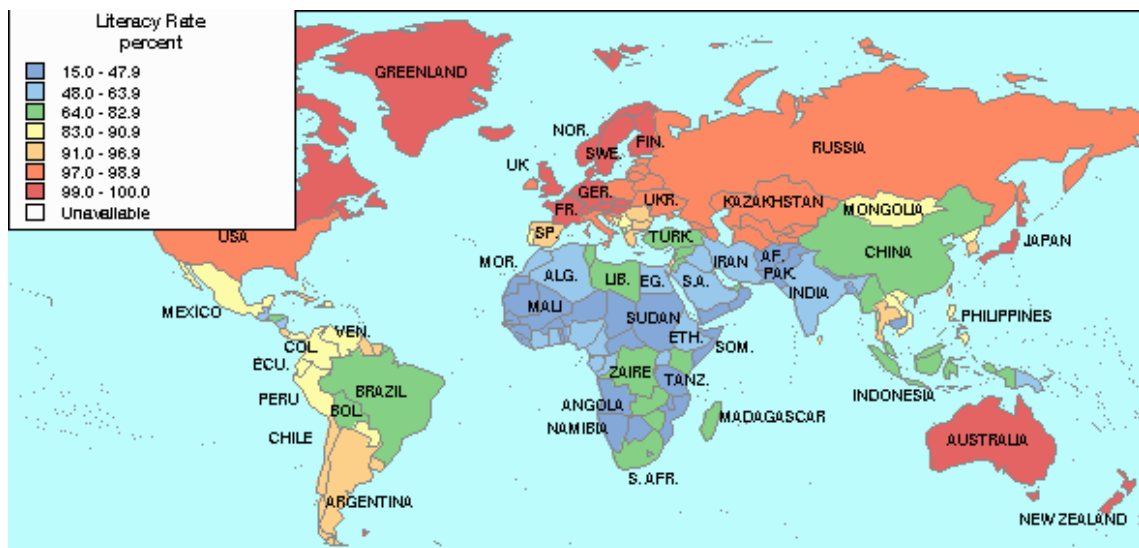 Literacy Rate
percent
15.0 - 47.9
48.0 - 63.9
64.0 - 82.9
83.0 - 90.9
91.0 - 96.9
97.0 - 98.9
99.0 - 100.0
Unavailable
GREENLAND
NOR.
FIN.
SWE.
RUSSIA
UK
GER.
UKR.
KAZAKHSTAN
FR.
MONGOLIA
USA
SP.
TURK.
JAPAN
MOR.
IRAN
AF.
CHINA
ALG.
LIB.
EG.
S.A.
PAK.
INDIA
MEXICO
MALI
SUDAN
PHILIPPINES
VEN.
ETH.
SOM.
COL.
ECU.
ZAIRE
TANZ.
PERU
BRAZIL
INDONESIA
BOL.
ANGOLA
MADAGASCAR
NAMIBIA
CHILE
AUSTRALIA
S. AFR.
ARGENTINA
NEW ZEALAND